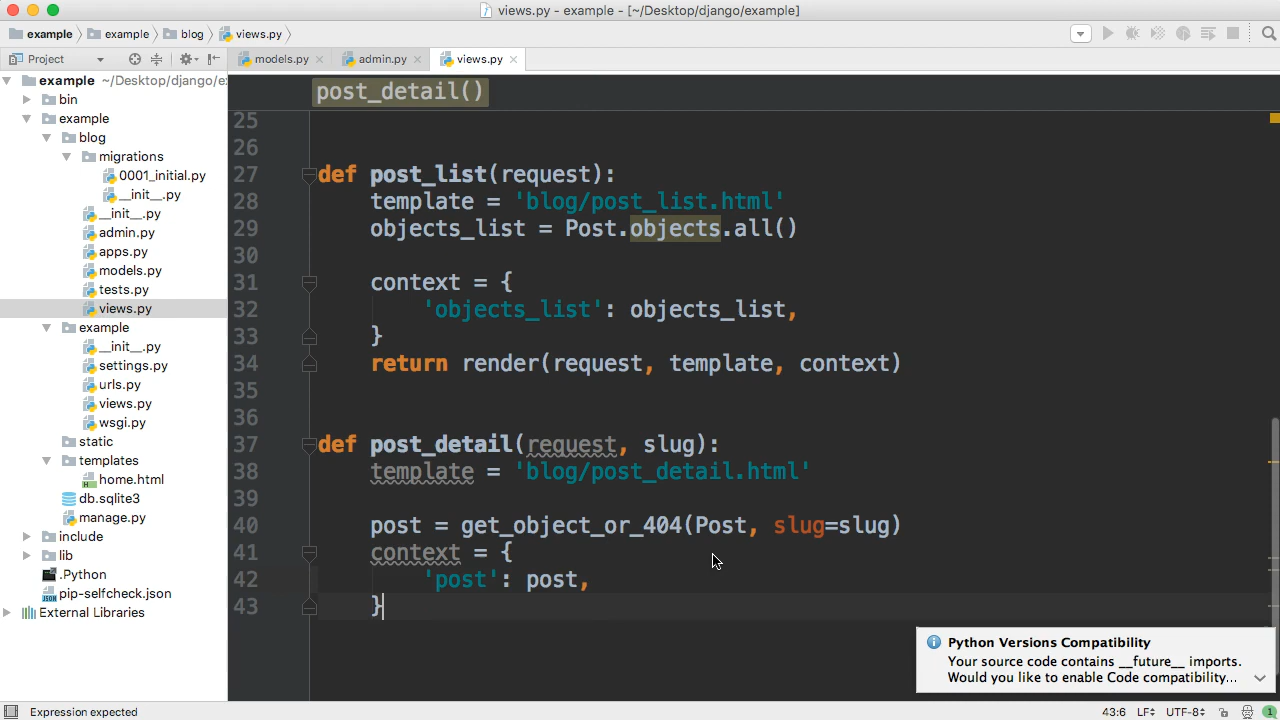 views.py - example - [~/Desktop/django/example]
example example blog views.py
Project models.py admin.py views.py
example ~/Desktop/django/e
bin
example
blog
migrations
0001_initial.py
__init__.py
__init__.py
admin.py
apps.py
models.py
tests.py
views.py
example
__init__.py
settings.py
urls.py
views.py
wsgi.py
static
templates
home.html
db.sqlite3
manage.py
include
lib
.Python
pip-selfcheck.json
External Libraries
post_detail()
25
26
27 def post_list(request):
28 template = 'blog/post_list.html'
29 objects_list = Post.objects.all()
30
31 context = {
32 'objects_list': objects_list,
33 }
34 return render(request, template, context)
35
36
37 def post_detail(request, slug):
38 template = 'blog/post_detail.html'
39
40 post = get_object_or_404(Post, slug=slug)
41 context = {
42 'post': post,
43 }
Python Versions Compatibility
Your source code contains __future__ imports.
Would you like to enable Code compatibility...
Expression expected 43:6 LF UTF-8 1